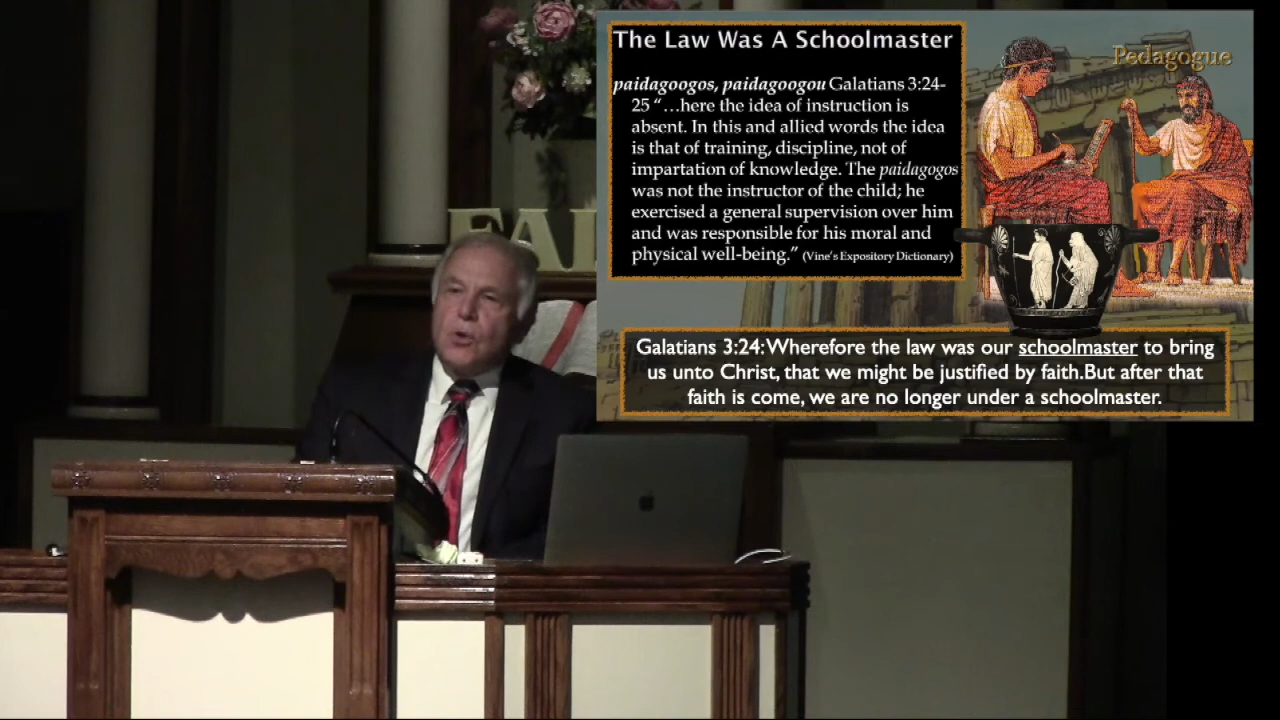 The Law Was A Schoolmaster
paidagoogos, paidagoogou Galatians 3:24-
25 “…here the idea of instruction is
absent. In this and allied words the idea
is that of training, discipline, not of
impartation of knowledge. The paidagogos
was not the instructor of the child; he
exercised a general supervision over him
and was responsible for his moral and
physical well-being.” (Vine's Expository Dictionary)
Pedagogue
FAI
Galatians 3:24:Wherefore the law was our schoolmaster to bring
us unto Christ, that we might be justified by faith.But after that
faith is come, we are no longer under a schoolmaster.